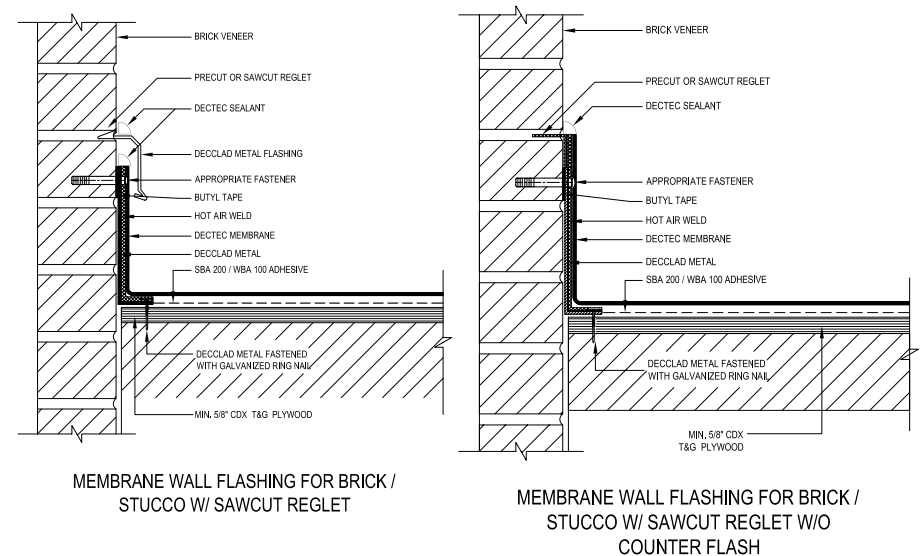 BRICK VENEER
PRECUT OR SAWCUT REGLET
DECTEC SEALANT
DECCLAD METAL FLASHING
APPROPRIATE FASTENER
BUTYL TAPE
HOT AIR WELD
DECTEC MEMBRANE
DECCLAD METAL
SBA 200 / WBA 100 ADHESIVE
DECCLAD METAL FASTENED
WITH GALVANIZED RING NAIL
MIN. 5/8" CDX T&G PLYWOOD
MEMBRANE WALL FLASHING FOR BRICK /
STUCCO W/ SAWCUT REGLET
BRICK VENEER
PRECUT OR SAWCUT REGLET
DECTEC SEALANT
APPROPRIATE FASTENER
BUTYL TAPE
HOT AIR WELD
DECTEC MEMBRANE
DECCLAD METAL
SBA 200 / WBA 100 ADHESIVE
DECCLAD METAL FASTENED
WITH GALVANIZED RING NAIL
MIN. 5/8" CDX
T&G PLYWOOD
MEMBRANE WALL FLASHING FOR BRICK /
STUCCO W/ SAWCUT REGLET W/O
COUNTER FLASH